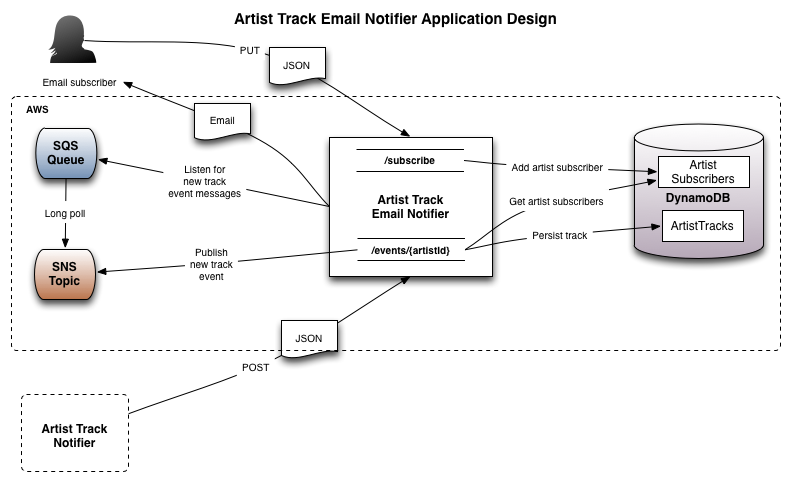 Artist Track Email Notifier Application Design
PUT
JSON
Email subscriber
AWS
Email
SQS
Queue
Listen for
new track
event messages
Long poll
SNS
Topic
Publish
new track
event
/subscribe
Artist Track
Email Notifier
/events/{artistId}
Add artist subscriber
Get artist subscribers
Persist track
Artist
Subscribers
DynamoDB
ArtistTracks
JSON
POST
Artist Track
Notifier